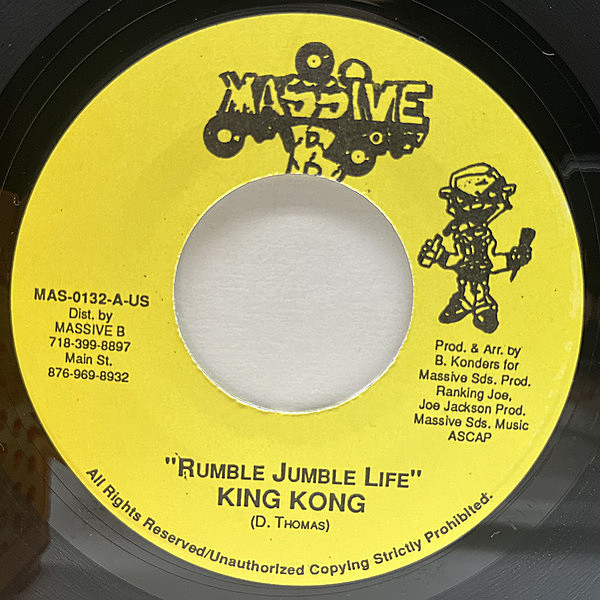 MASSIVE
B
MAS-0132-A-US
Dist. by
MASSIVE B
718-399-8897
Main St.
876-969-8932
Prod. & Arr. by
B. Konders for
Massive Sds. Prod.
Ranking Joe,
Joe Jackson Prod.
Massive Sds. Music
ASCAP
"RUMBLE JUMBLE LIFE"
KING KONG
(D. THOMAS)
All Rights Reserved/Unauthorized Copying Strictly Prohibited.